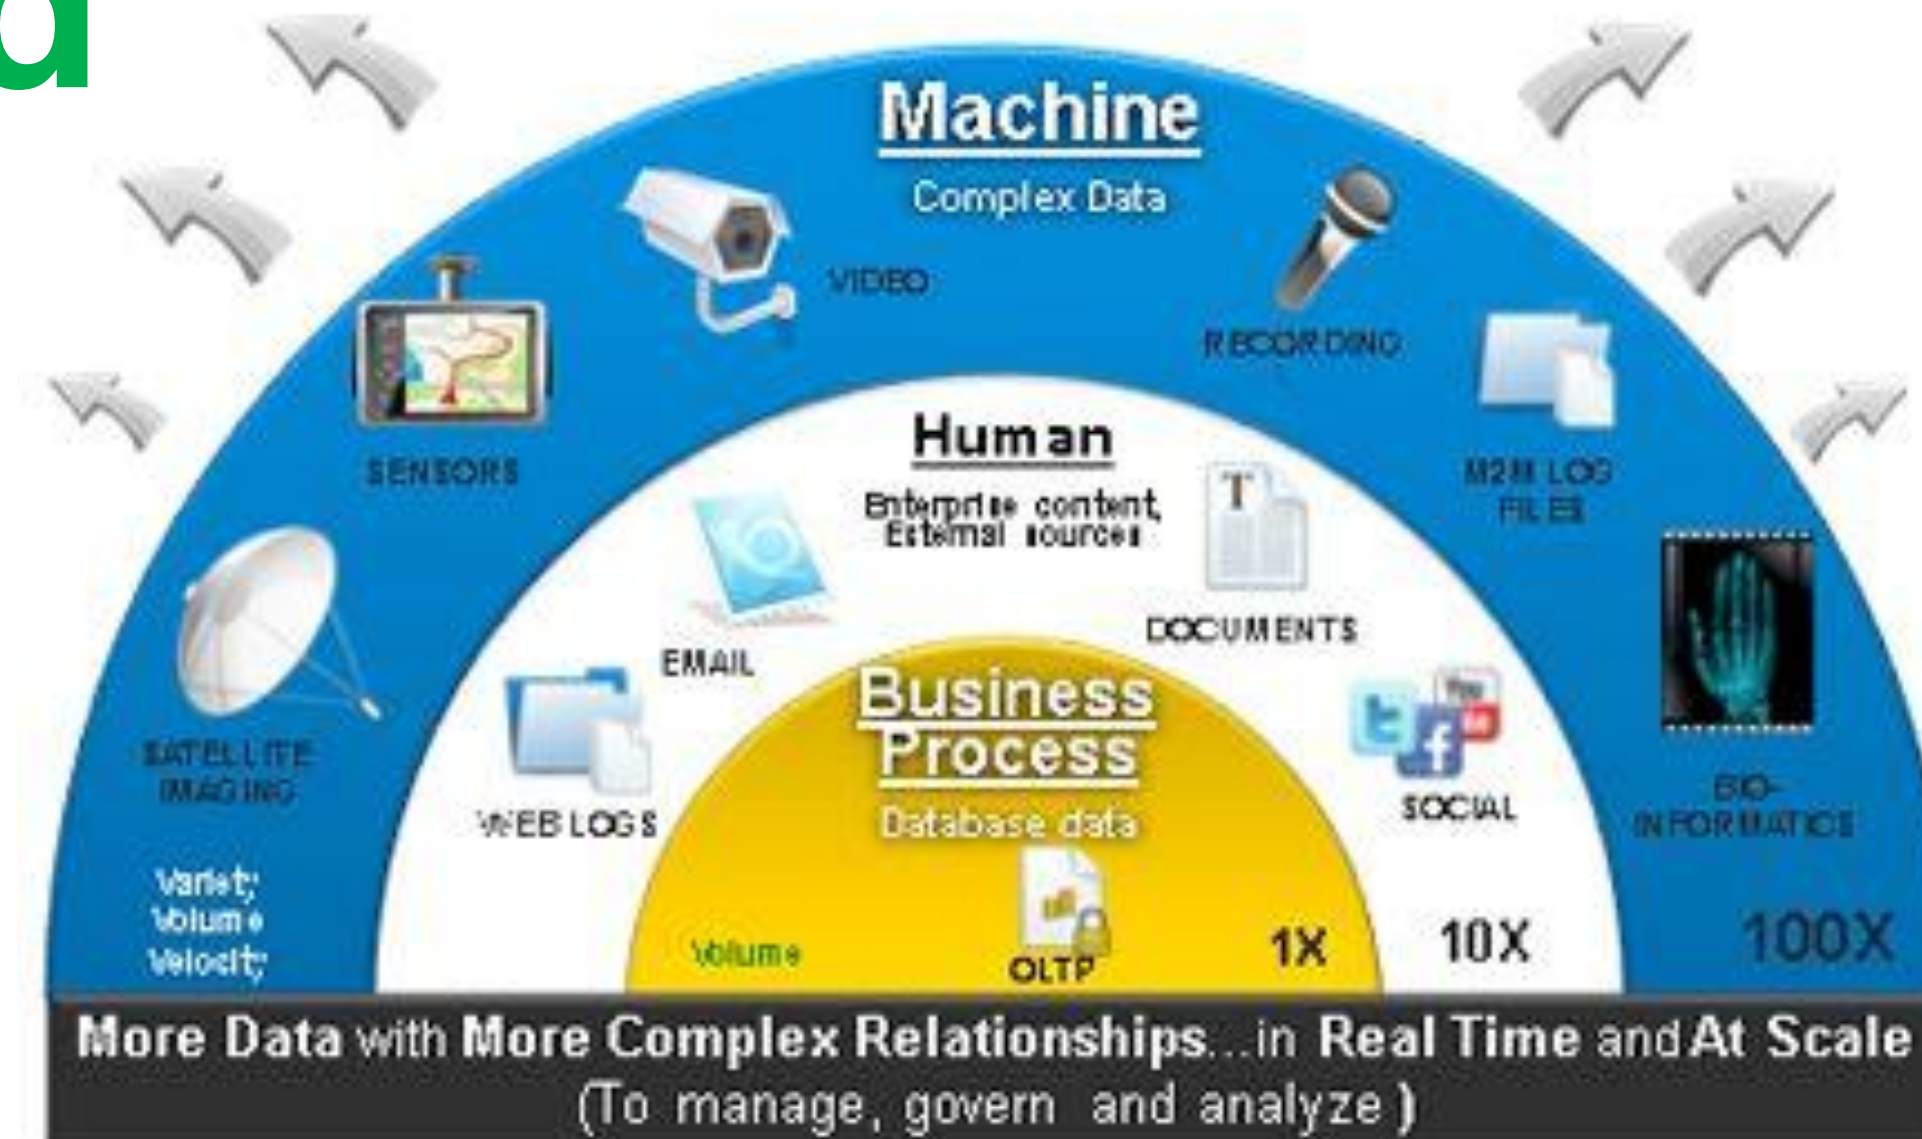 d
Machine
Complex Data
VIDEO
RECORDING
SENSORS
M2M LOG
FILES
Human
Enterprise content,
External sources
T
EMAIL
DOCUMENTS
SATELLITE
IMAGING
WEB LOGS
You
t
f
SOCIAL
BIO-
INFORMATICS
Business
Process
Database data
Variety
Volume
Velocity
Volume
OLTP
1X
10X
100X
More Data with More Complex Relationships...in Real Time and At Scale
(To manage, govern and analyze)